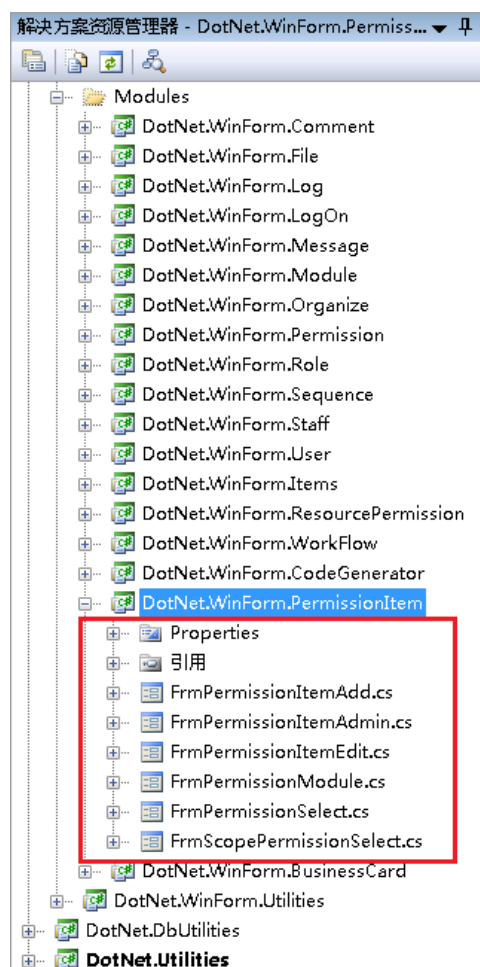 解决方案资源管理器 - DotNet.WinForm.Permiss...
Modules
DotNet.WinForm.Comment
DotNet.WinForm.File
DotNet.WinForm.Log
DotNet.WinForm.LogOn
DotNet.WinForm.Message
DotNet.WinForm.Module
DotNet.WinForm.Organize
DotNet.WinForm.Permission
DotNet.WinForm.Role
DotNet.WinForm.Sequence
DotNet.WinForm.Staff
DotNet.WinForm.User
DotNet.WinForm.Items
DotNet.WinForm.ResourcePermission
DotNet.WinForm.WorkFlow
DotNet.WinForm.CodeGenerator
DotNet.WinForm.PermissionItem
Properties
引用
FrmPermissionItemAdd.cs
FrmPermissionItemAdmin.cs
FrmPermissionItemEdit.cs
FrmPermissionModule.cs
FrmPermissionSelect.cs
FrmScopePermissionSelect.cs
DotNet.WinForm.BusinessCard
DotNet.WinForm.Utilities
DotNet.DbUtilities
DotNet.Utilities